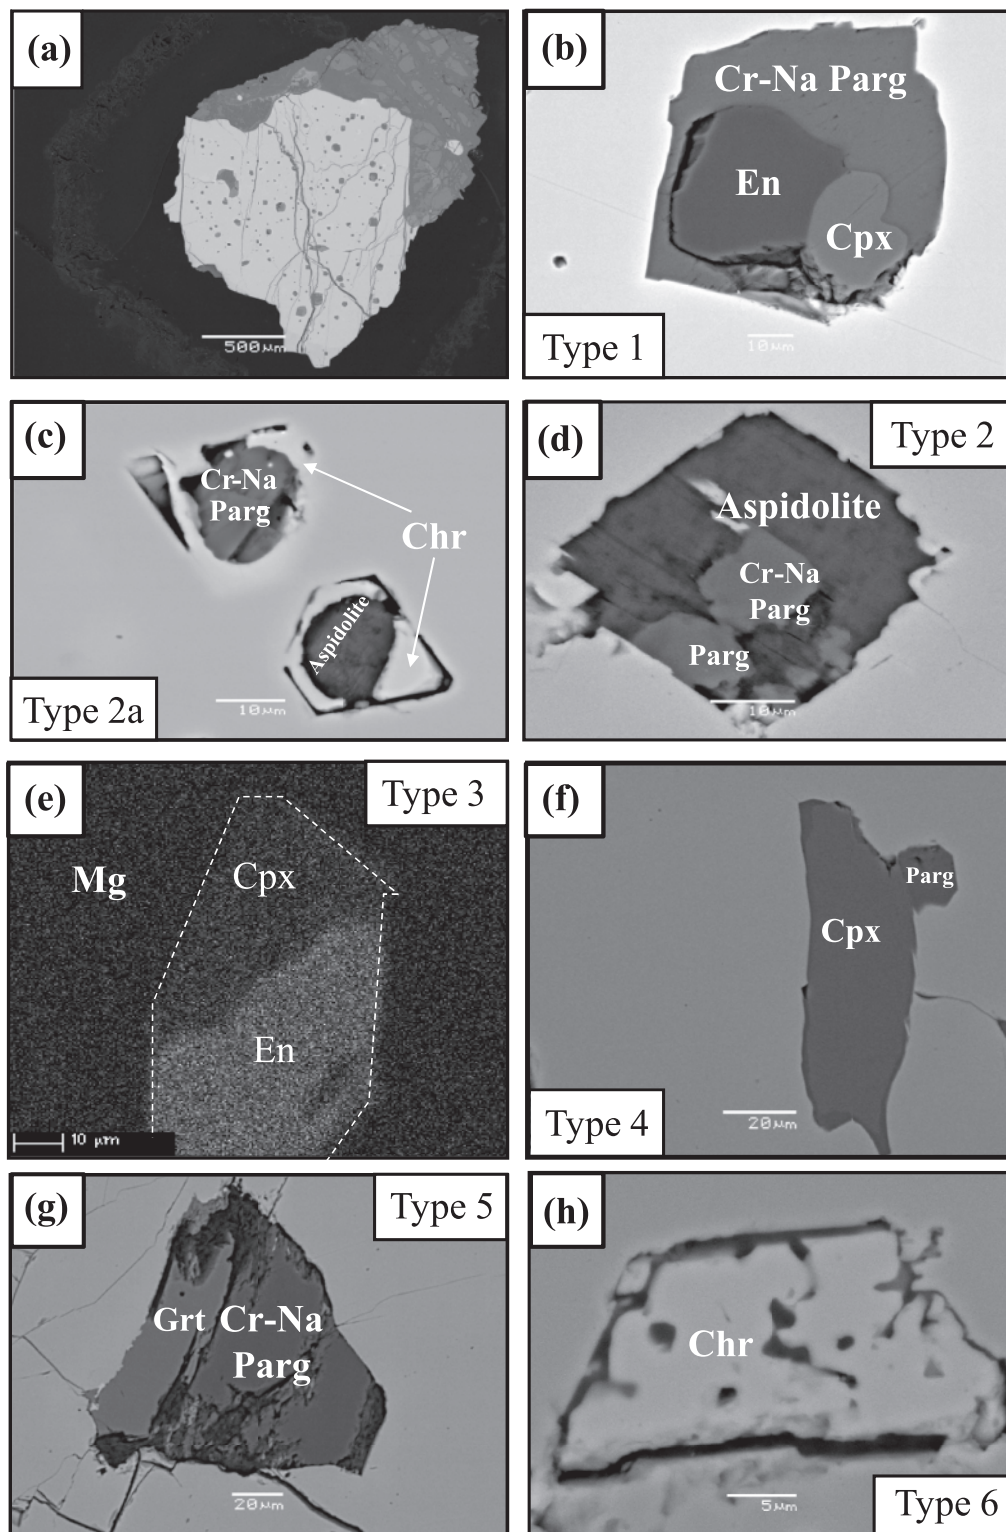 (a)
500μm
(b)
Cr-Na Parg
En
Cpx
Type 1
10μm
(c)
Cr-Na
Parg
Chr
Aspidolite
Type 2a
10μm
(d)
Type 2
Aspidolite
Cr-Na
Parg
Parg
10μm
(e)
Type 3
Mg
Cpx
En
10 μm
(f)
Parg
Cpx
Type 4
20μm
(g)
Type 5
Grt
Cr-Na
Parg
20μm
(h)
Chr
5μm
Type 6